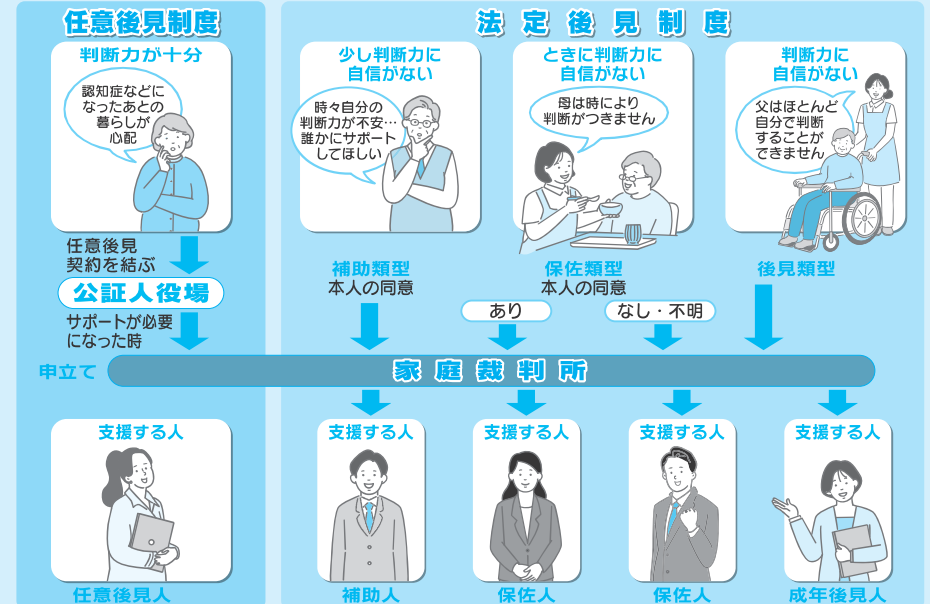 任意後見制度
判断力が十分
認知症などに
なったあとの
暮らしが
心配
任意後見
契約を結ぶ
公証人役場
サポートが必要
になった時
法定後見制度
少し判断力に
自信がない
時々自分の
判断力が不安…
誰かにサポート
してほしい
補助類型
本人の同意
ときに判断力に
自信がない
母は時により
判断がつきません
保佐類型
本人の同意
あり
なし・不明
判断力に
自信がない
父はほとんど
自分で判断
することが
できません
後見類型
申立て
家庭裁判所
支援する人
任意後見人
支援する人
補助人
支援する人
保佐人
支援する人
保佐人
支援する人
成年後見人